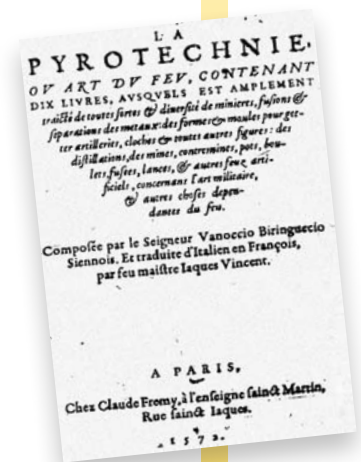 LA
PYROTECHNIE,
OV ART DV FEV, CONTENANT
DIX LIVRES, AVSQVELS EST AMPLEMENT
traicté de toutes sortes & diuersité de minieres, fusions &
separations des metaux: des formes & moules pour get-
ter artilleries, cloches & toutes autres figures: des
distillations, des mines, contremines, pots, bou-
lets, fusées, lances, & autres feux arti-
ficiels, concernans l'art militaire,
& autres choses depen-
dantes du feu.
Composée par le Seigneur Vanoccio Biringuccio
Siennois. Et traduite d'Italien en François,
par feu maistre Iaques Vincent.
A PARIS,
Chez Claude Fremy, à l'enseigne sainct Martin,
Rue sainct Iaques.
1572.